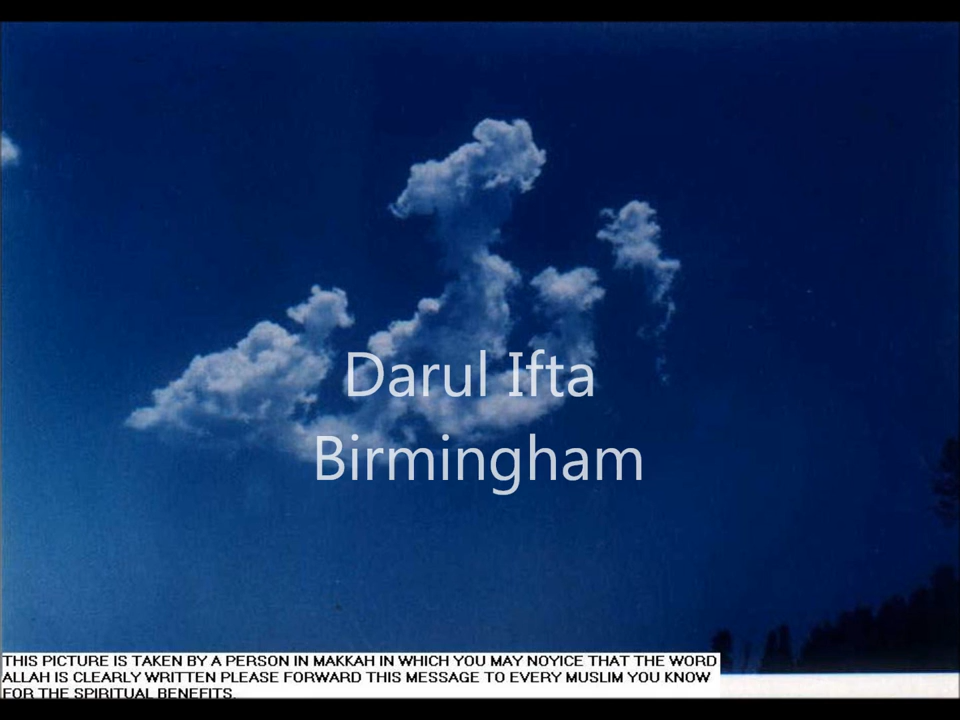 Darul Ifta
Birmingham
THIS PICTURE IS TAKEN BY A PERSON IN MAKKAH IN WHICH YOU MAY NOYICE THAT THE WORD
ALLAH IS CLEARLY WRITTEN PLEASE FORWARD THIS MESSAGE TO EVERY MUSLIM YOU KNOW
FOR THE SPIRITUAL BENEFITS.